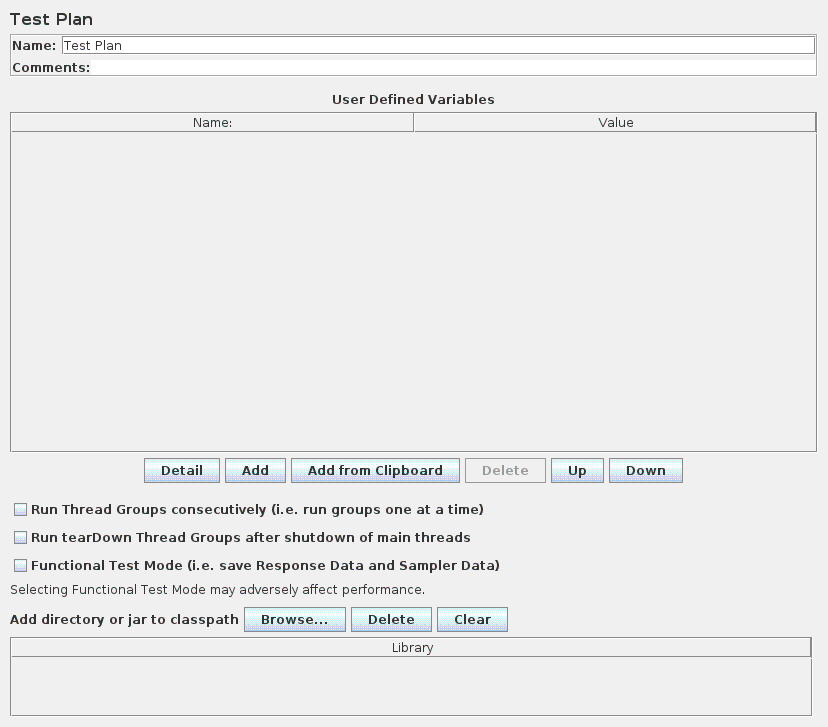 Test Plan
Name: Test Plan
Comments:
User Defined Variables
Name: Value
Detail Add Add from Clipboard Delete Up Down
Run Thread Groups consecutively (i.e. run groups one at a time)
Run tearDown Thread Groups after shutdown of main threads
Functional Test Mode (i.e. save Response Data and Sampler Data)
Selecting Functional Test Mode may adversely affect performance.
Add directory or jar to classpath Browse... Delete Clear
Library